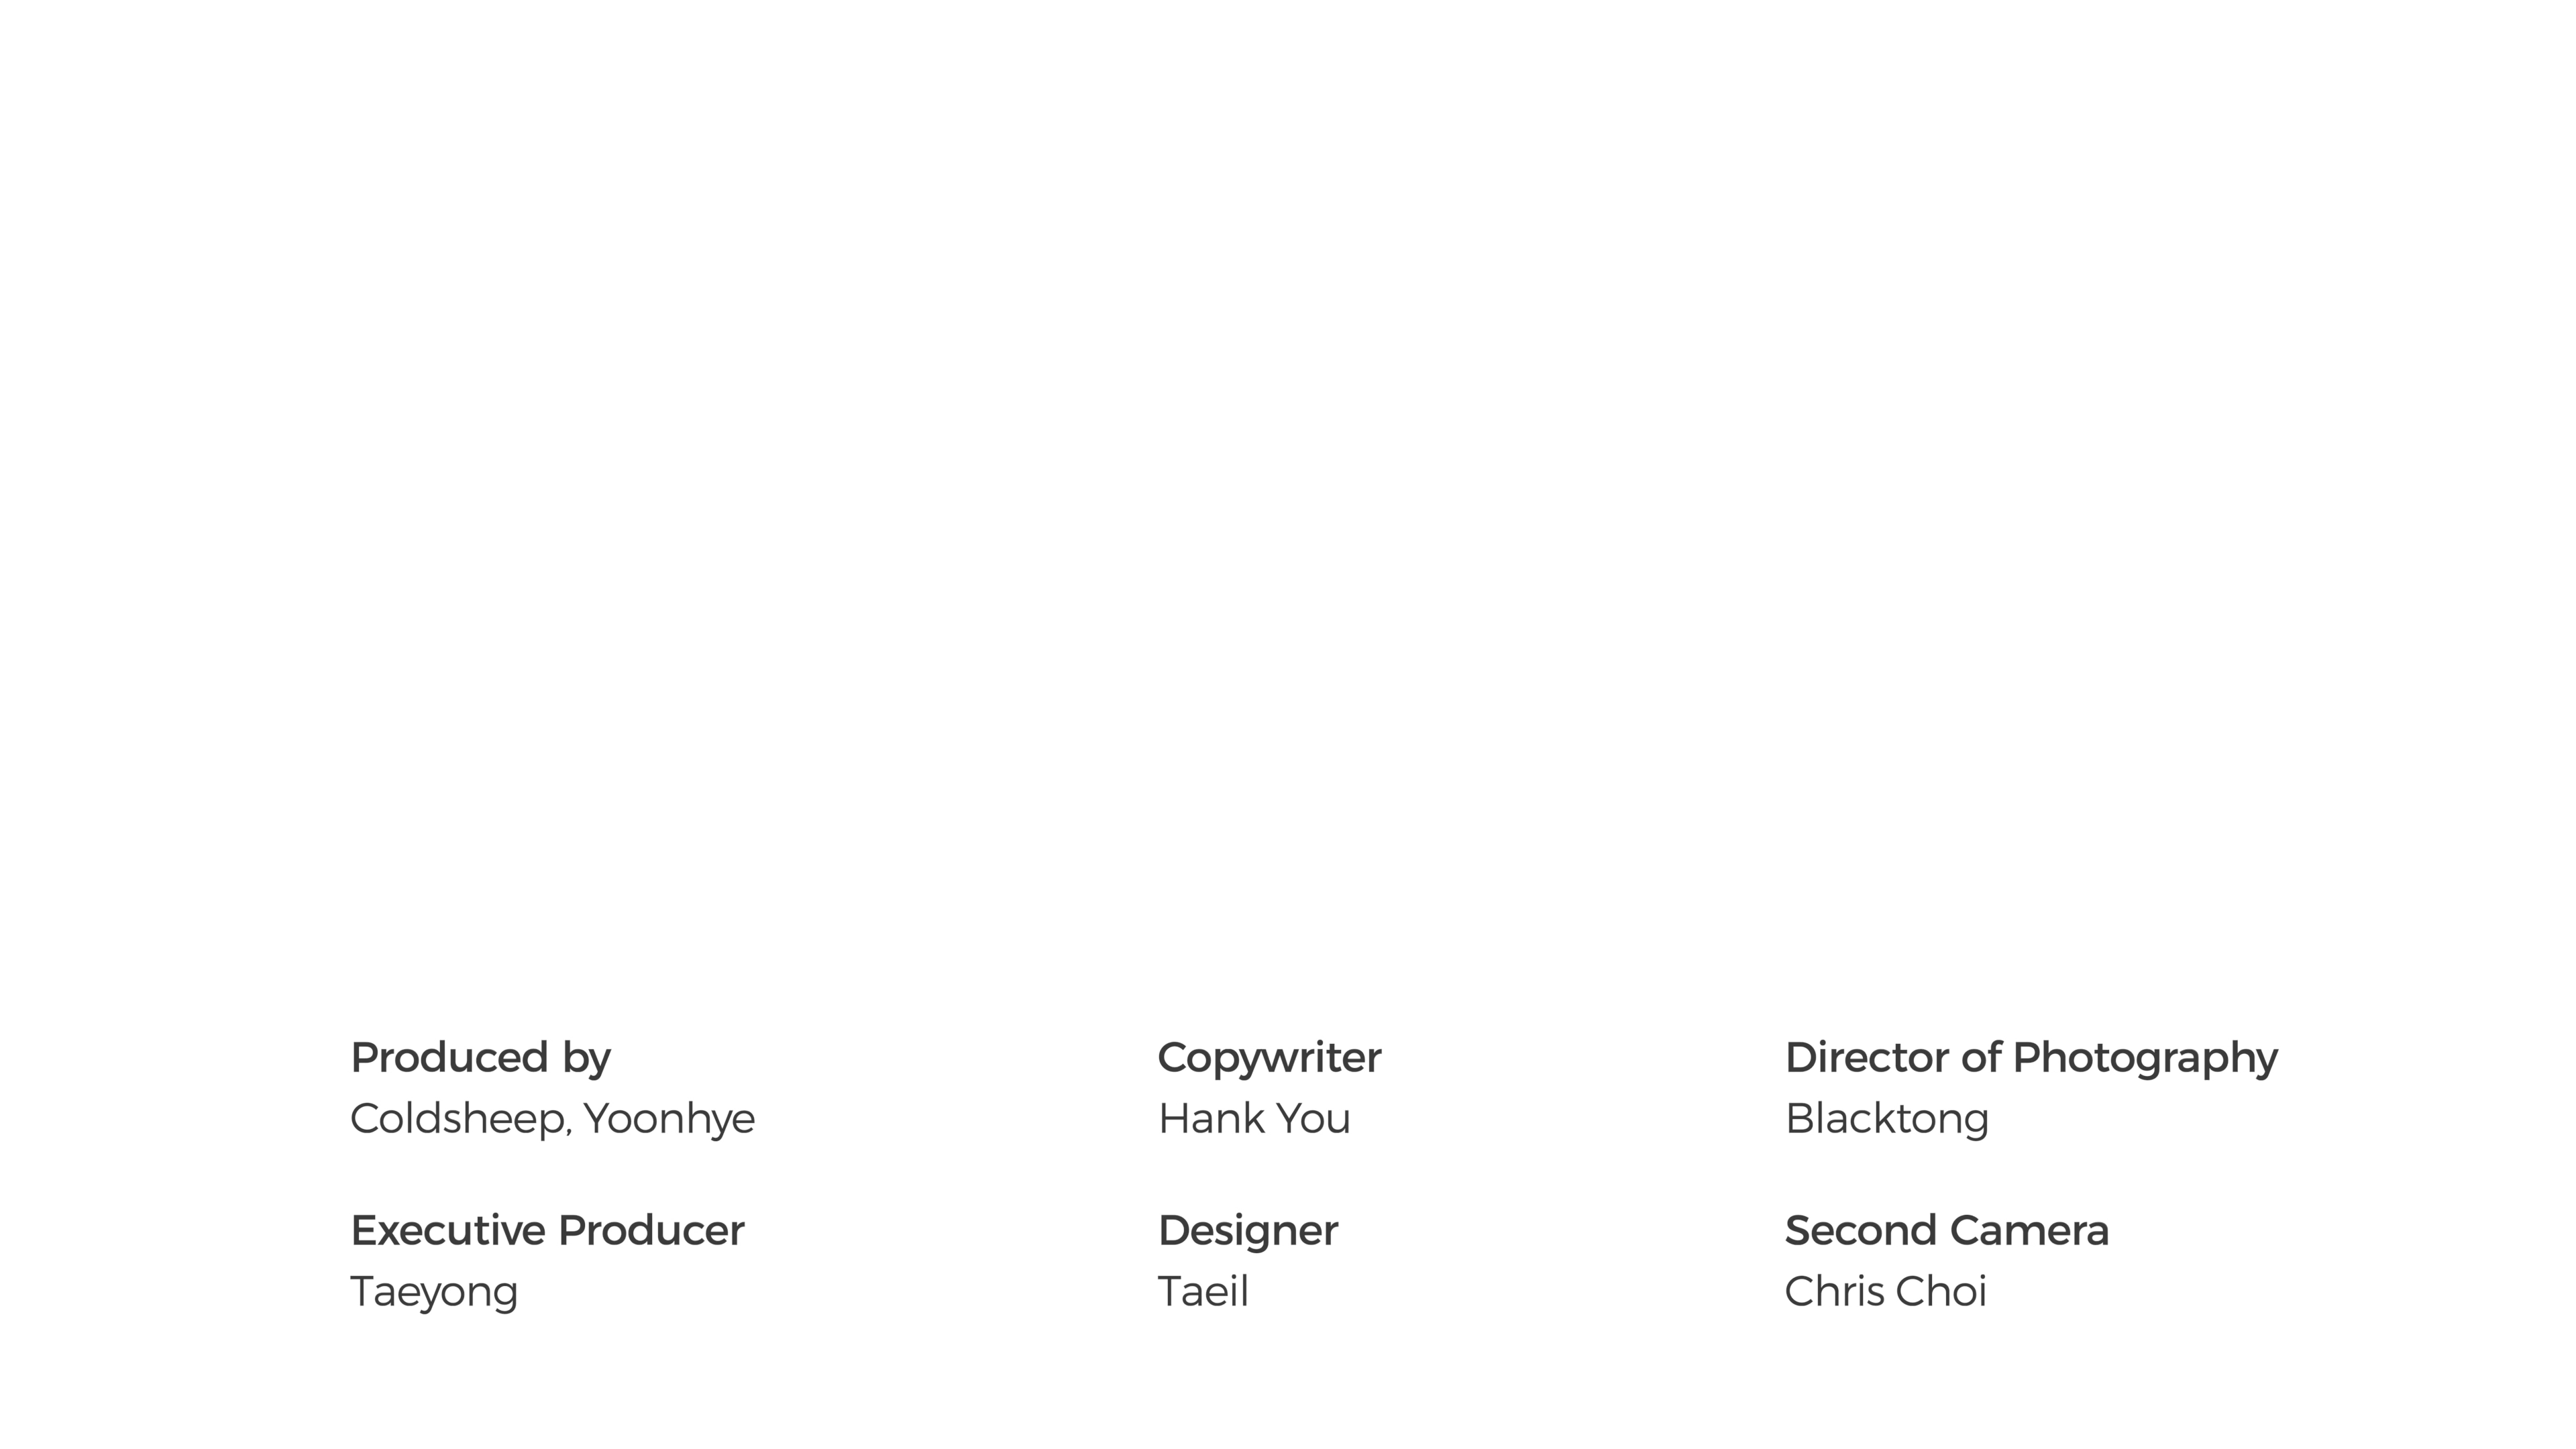 Produced by
Coldsheep, Yoonhye
Executive Producer
Taeyong
Copywriter
Hank You
Designer
Taeil
Director of Photography
Blacktong
Second Camera
Chris Choi